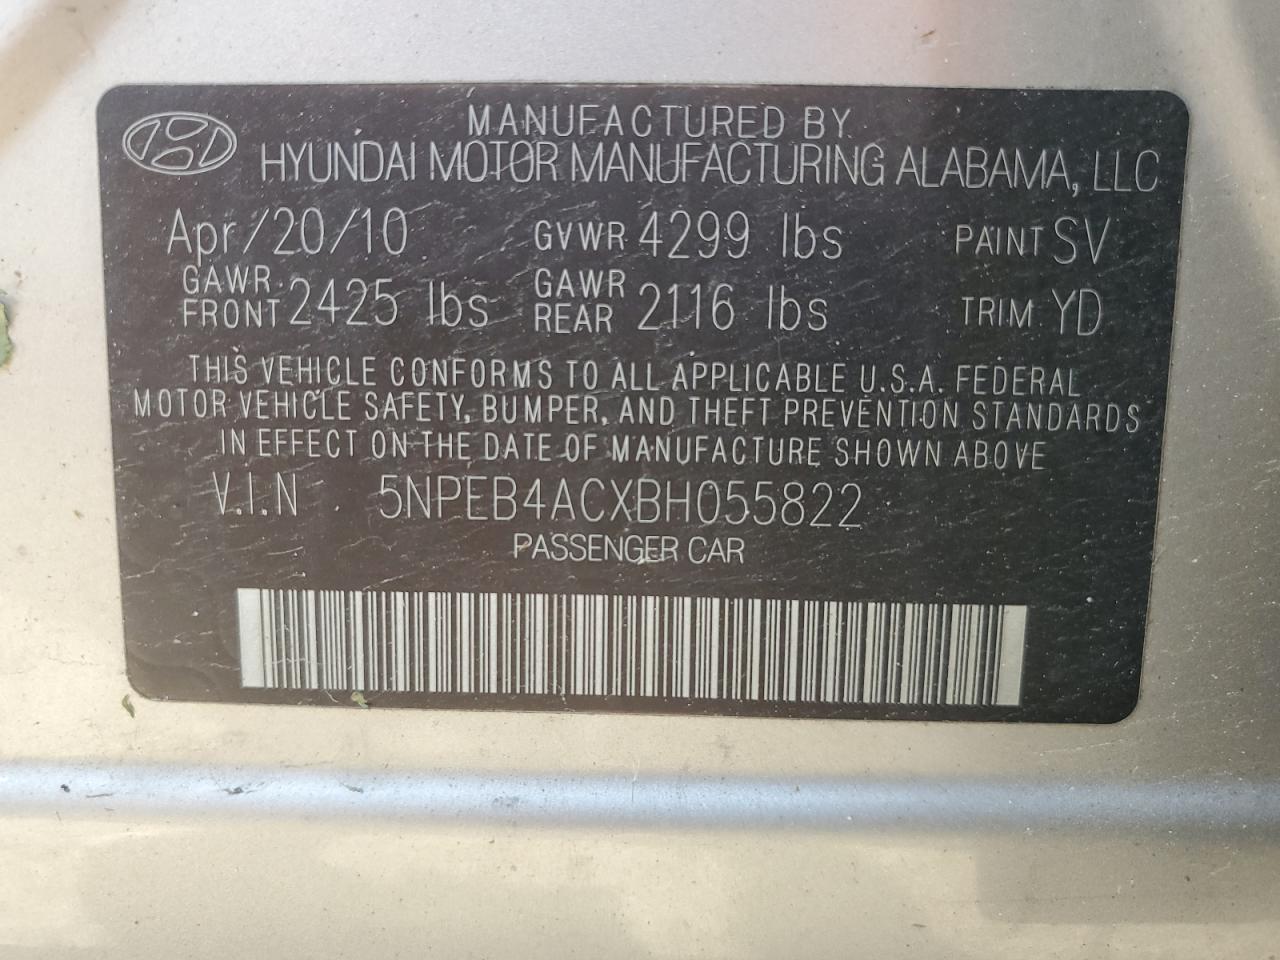 MANUFACTURED BY
HYUNDAI MOTOR MANUFACTURING ALABAMA, LLC
Apr/20/10 GVWR 4299 lbs PAINT SV
GAWR FRONT 2425 lbs GAWR REAR 2116 lbs TRIM YD
THIS VEHICLE CONFORMS TO ALL APPLICABLE U.S.A. FEDERAL
MOTOR VEHICLE SAFETY, BUMPER, AND THEFT PREVENTION STANDARDS
IN EFFECT ON THE DATE OF MANUFACTURE SHOWN ABOVE
V.I.N 5NPEB4ACXBH055822
PASSENGER CAR